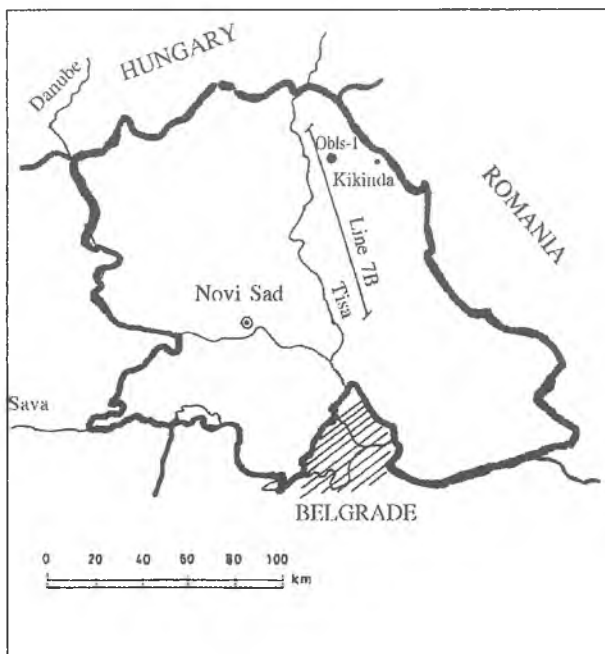 HUNGARY
Danube
Obls-1
Kikinda
ROMANIA
Line 7B
Tisa
Novi Sad
Sava
BELGRADE
0 20 40 60 80 100
km